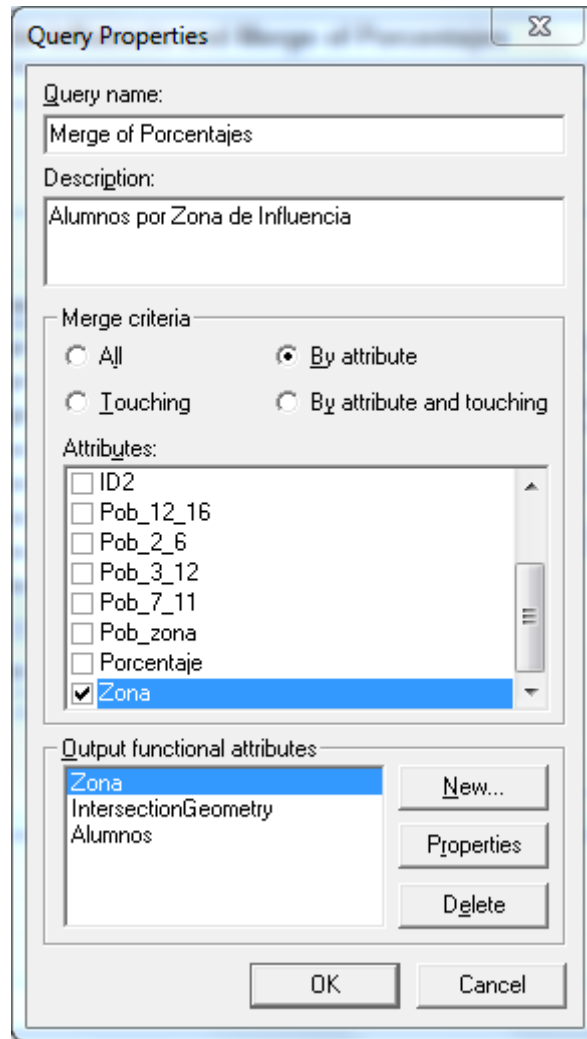 Query Properties
Query name:
Merge of Porcentajes
Description:
Alumnos por Zona de Influencia
Merge criteria
All
By attribute
Touching
By attribute and touching
Attributes:
ID2
Pob_12_16
Pob_2_6
Pob_3_12
Pob_7_11
Pob_zona
Porcentaje
Zona
Output functional attributes
Zona
IntersectionGeometry
Alumnos
New...
Properties
Delete
OK
Cancel